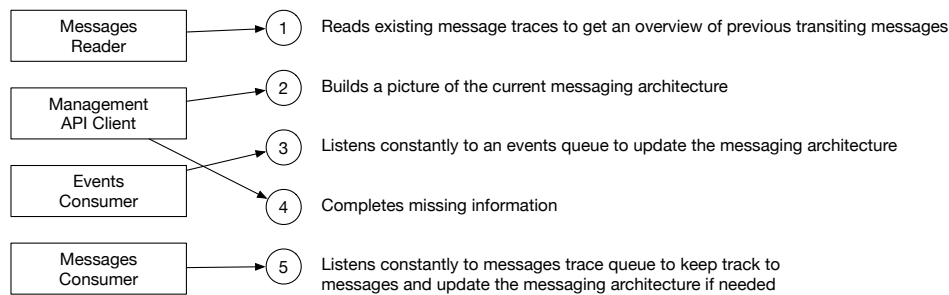 Messages
Reader
1
Reads existing message traces to get an overview of previous transiting messages
Management
API Client
2
Builds a picture of the current messaging architecture
3
Listens constantly to an events queue to update the messaging architecture
Events
Consumer
4
Completes missing information
Messages
Consumer
5
Listens constantly to messages trace queue to keep track to
messages and update the messaging architecture if needed